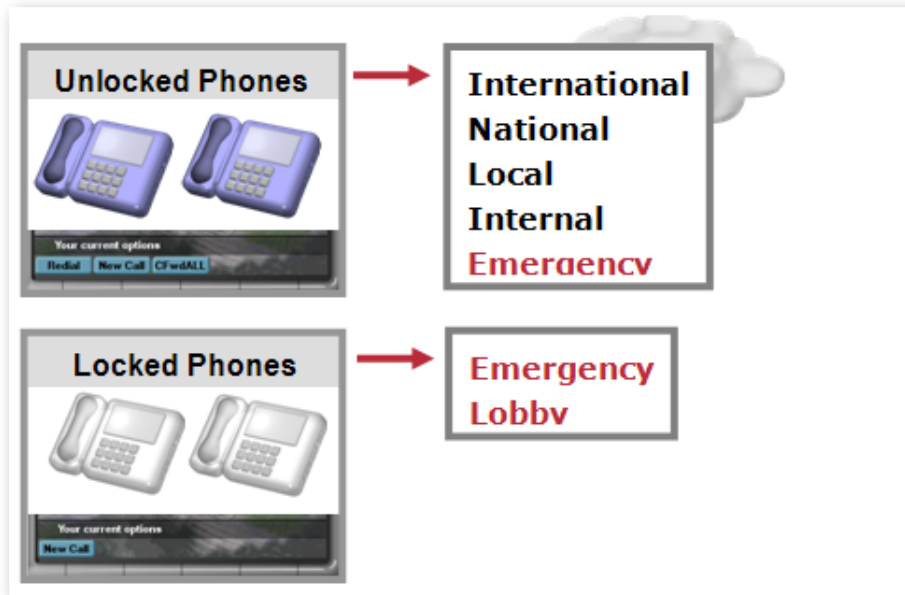 Unlocked Phones
Your current options
Redial New Call CFwdALL
International
National
Local
Internal
Emergency
Locked Phones
Your current options
New Call
Emergency
Lobby